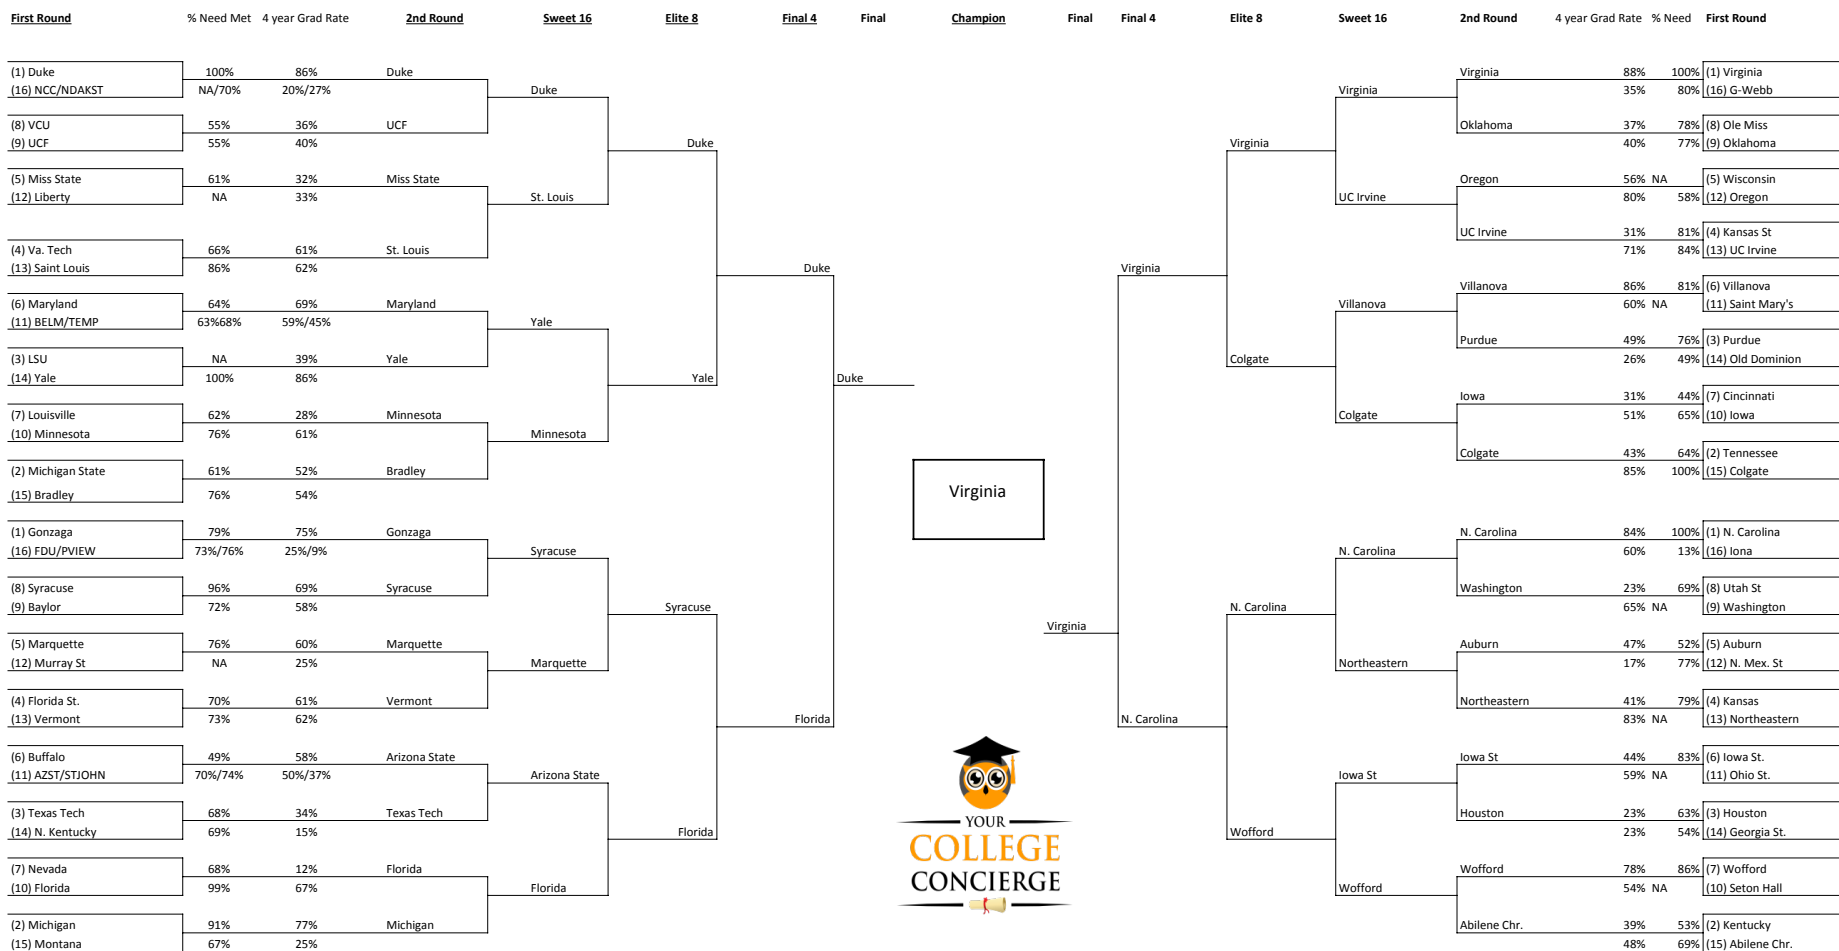 First Round % Need Met 4 year Grad Rate 2nd Round Sweet 16 Elite 8 Final 4 Final Champion Final Final 4 Elite 8 Sweet 16 2nd Round 4 year Grad Rate % Need First Round
(1) Duke 100% 86% Duke Virginia 88% 100% (1) Virginia
(16) NCC/NDAKST NA/70% 20%/27% Duke Virginia 35% 80% (16) G-Webb
(8) VCU 55% 36% UCF Oklahoma 37% 78% (8) Ole Miss
(9) UCF 55% 40% Duke Virginia 40% 77% (9) Oklahoma
(5) Miss State 61% 32% Miss State Oregon 56% NA (5) Wisconsin
(12) Liberty NA 33% St. Louis UC Irvine 80% 58% (12) Oregon
UC Irvine 31% 81% (4) Kansas St
(4) Va. Tech 66% 61% St. Louis 71% 84% (13) UC Irvine
(13) Saint Louis 86% 62% Duke Virginia
Villanova 86% 81% (6) Villanova
(6) Maryland 64% 69% Maryland Villanova 60% NA (11) Saint Mary's
(11) BELM/TEMP 63%68% 59%/45% Yale
Purdue 49% 76% (3) Purdue
(3) LSU NA 39% Yale Colgate 26% 49% (14) Old Dominion
(14) Yale 100% 86% Yale Duke
Iowa 31% 44% (7) Cincinnati
(7) Louisville 62% 28% Minnesota Colgate 51% 65% (10) Iowa
(10) Minnesota 76% 61% Minnesota
Colgate 43% 64% (2) Tennessee
(2) Michigan State 61% 52% Bradley 85% 100% (15) Colgate
(15) Bradley 76% 54% Virginia
(1) Gonzaga 79% 75% Gonzaga N. Carolina 84% 100% (1) N. Carolina
(16) FDU/PVIEW 73%/76% 25%/9% Syracuse N. Carolina 60% 13% (16) Iona
(8) Syracuse 96% 69% Syracuse Washington 23% 69% (8) Utah St
(9) Baylor 72% 58% Syracuse N. Carolina 65% NA (9) Washington
Virginia
(5) Marquette 76% 60% Marquette Auburn 47% 52% (5) Auburn
(12) Murray St NA 25% Marquette Northeastern 17% 77% (12) N. Mex. St
(4) Florida St. 70% 61% Vermont Northeastern 41% 79% (4) Kansas
(13) Vermont 73% 62% Florida N. Carolina 83% NA (13) Northeastern
(6) Buffalo 49% 58% Arizona State Iowa St 44% 83% (6) Iowa St.
(11) AZST/STJOHN 70%/74% 50%/37% Arizona State Iowa St 59% NA (11) Ohio St.
(3) Texas Tech 68% 34% Texas Tech Houston 23% 63% (3) Houston
YOUR
(14) N. Kentucky 69% 15% Florida Wofford 23% 54% (14) Georgia St.
COLLEGE
(7) Nevada 68% 12% Florida Wofford 78% 86% (7) Wofford
CONCIERGE
(10) Florida 99% 67% Florida Wofford 54% NA (10) Seton Hall
(2) Michigan 91% 77% Michigan Abilene Chr. 39% 53% (2) Kentucky
(15) Montana 67% 25% 48% 69% (15) Abilene Chr.